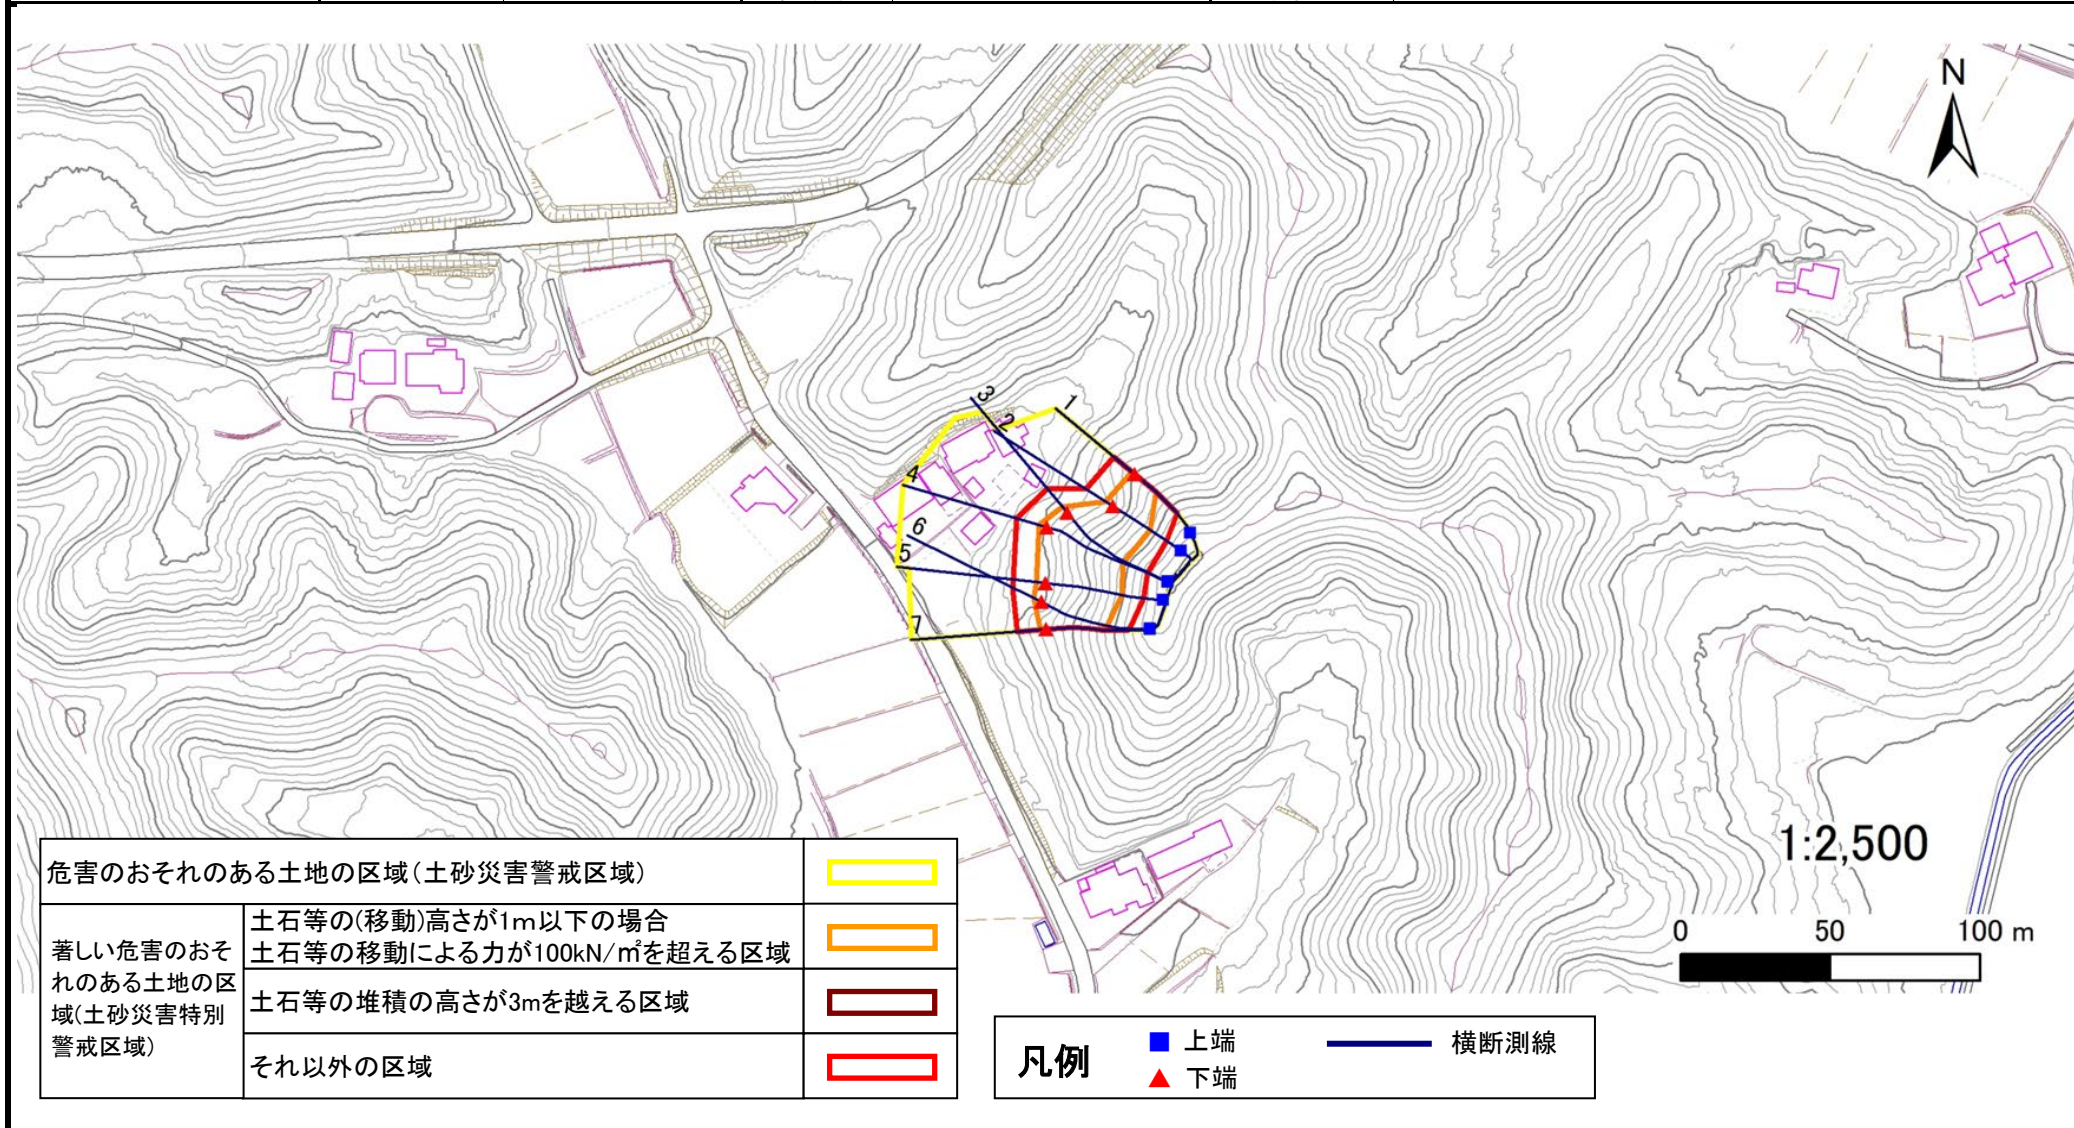 N
1
2
3
4
5
6
7
1:2,500
0 50 100 m
危害のおそれのある土地の区域(土砂災害警戒区域)
著しい危害のおそ
れのある土地の区
域(土砂災害特別
警戒区域)
土石等の(移動)高さが1m以下の場合
土石等の移動による力が100kN/㎡を超える区域
土石等の堆積の高さが3mを越える区域
それ以外の区域
凡例
上端
横断測線
下端